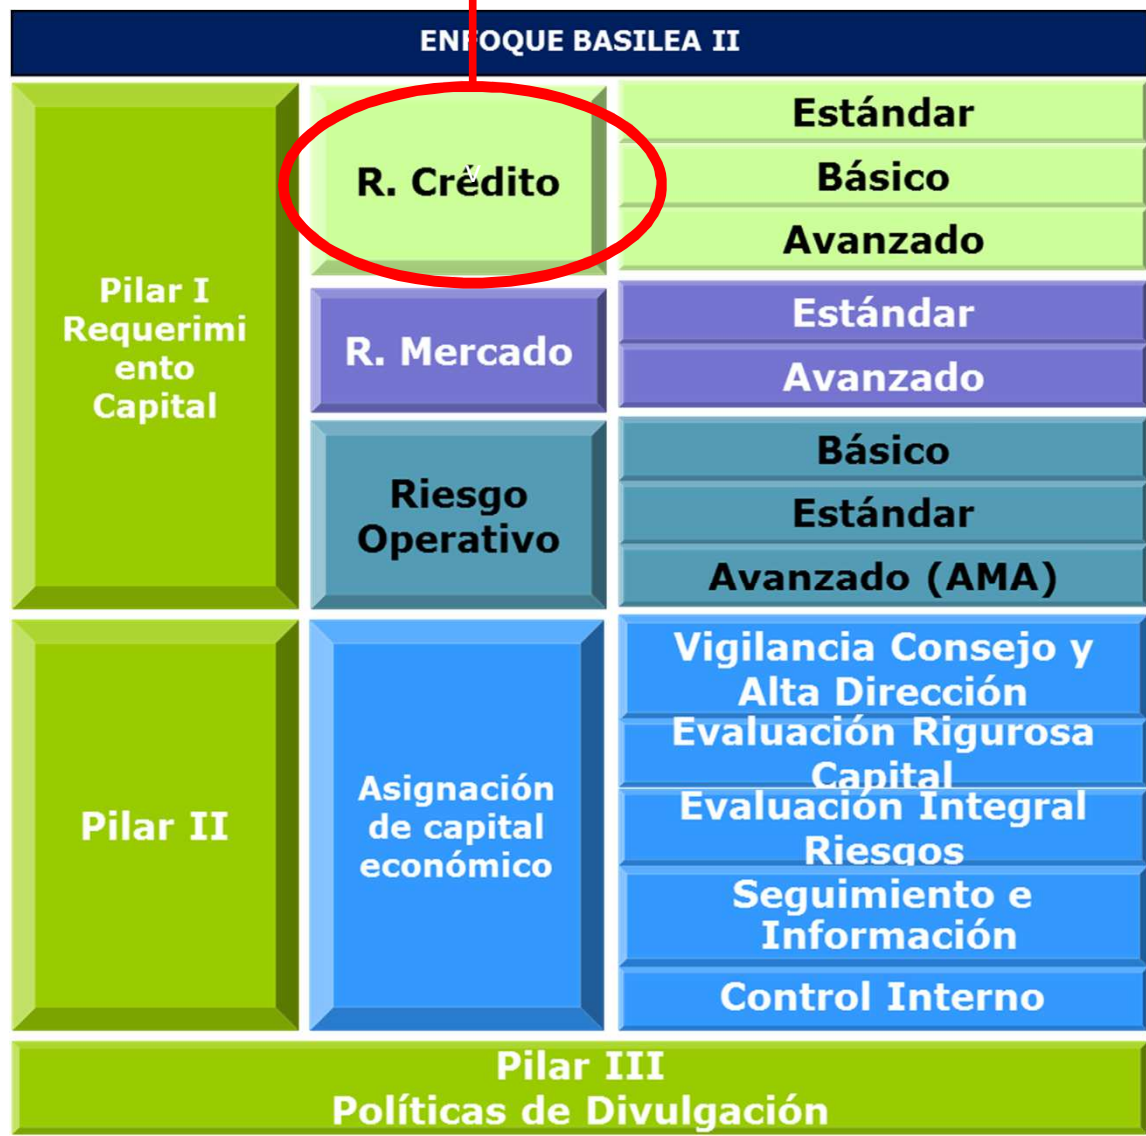 ENFOQUE BASILEA II
Pilar I
Requerimi
ento
Capital
R. Crédito
v
Estándar
Básico
Avanzado
R. Mercado
Estándar
Avanzado
Riesgo
Operativo
Básico
Estándar
Avanzado (AMA)
Pilar II
Asignación
de capital
económico
Vigilancia Consejo y
Alta Dirección
Evaluación Rigurosa
Capital
Evaluación Integral
Riesgos
Seguimiento e
Información
Control Interno
Pilar III
Políticas de Divulgación